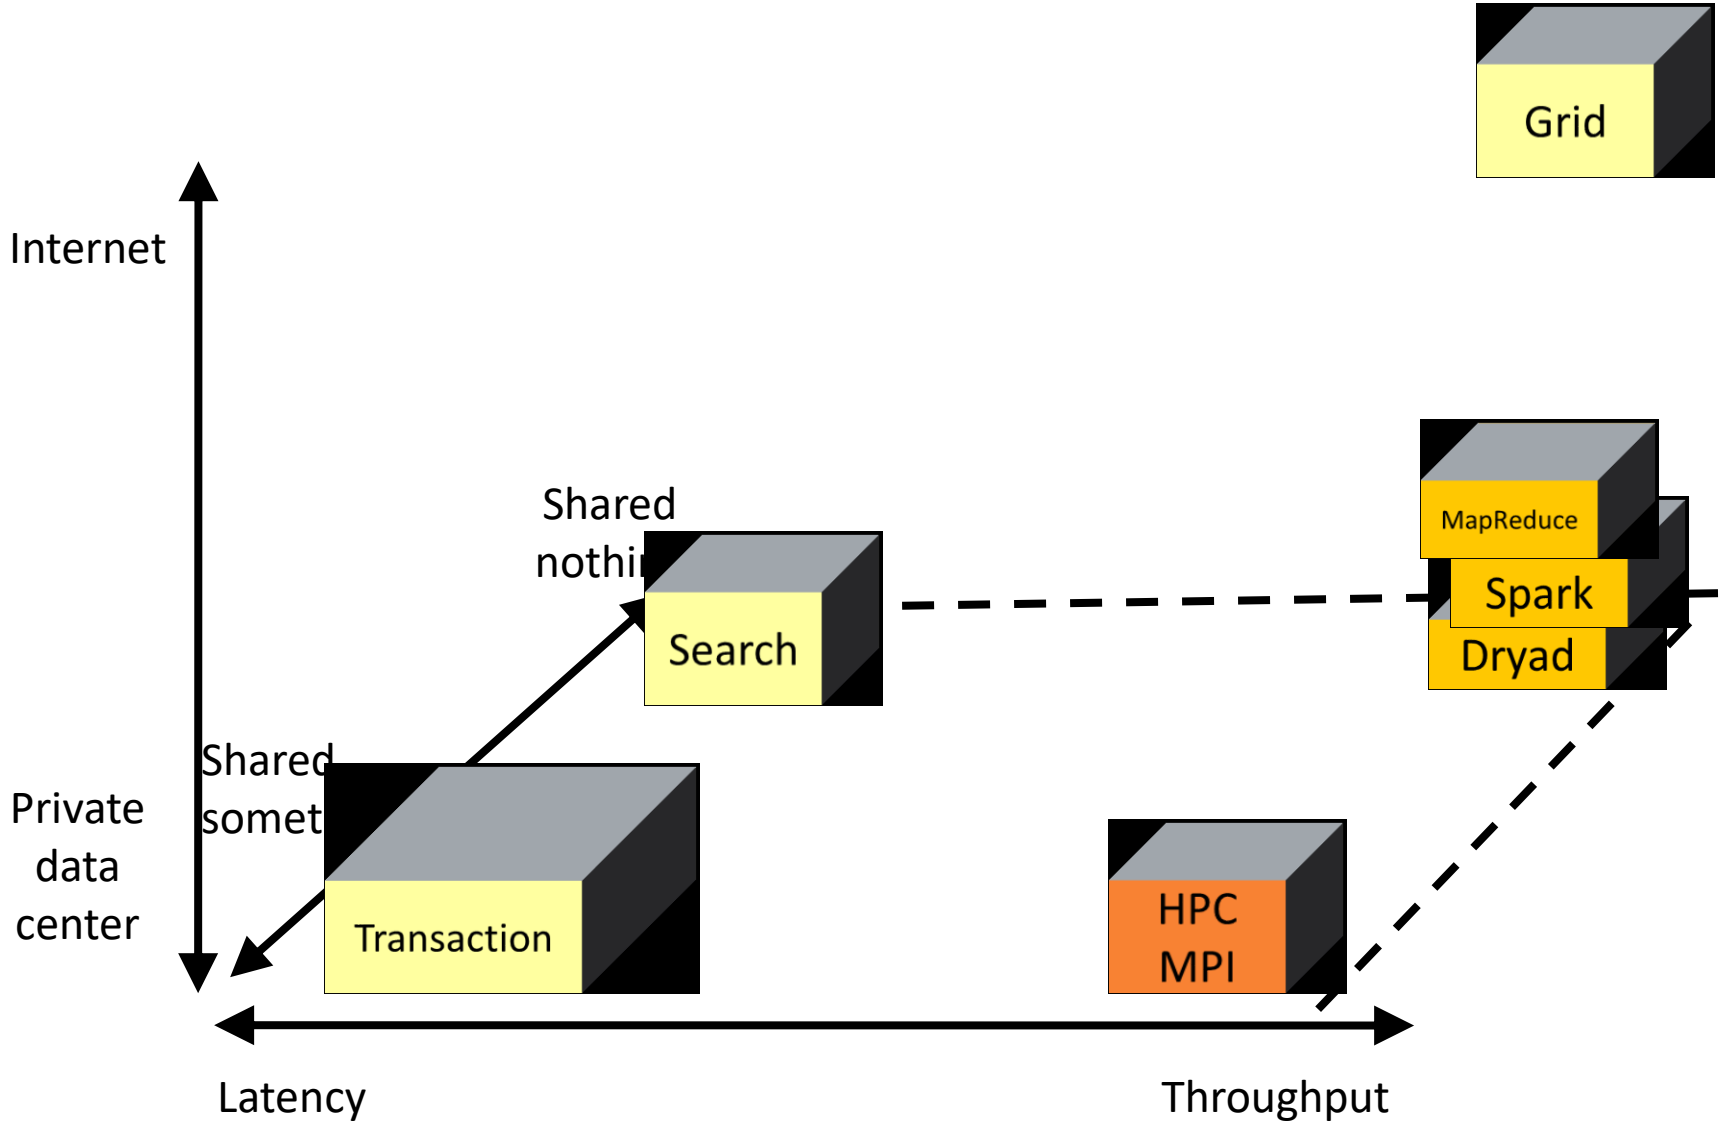 Grid
Internet
Shared
MapReduce
Spark
Search
Dryad
Shared
Private
data
center
Transaction
HPC
MPI
Latency
Throughput